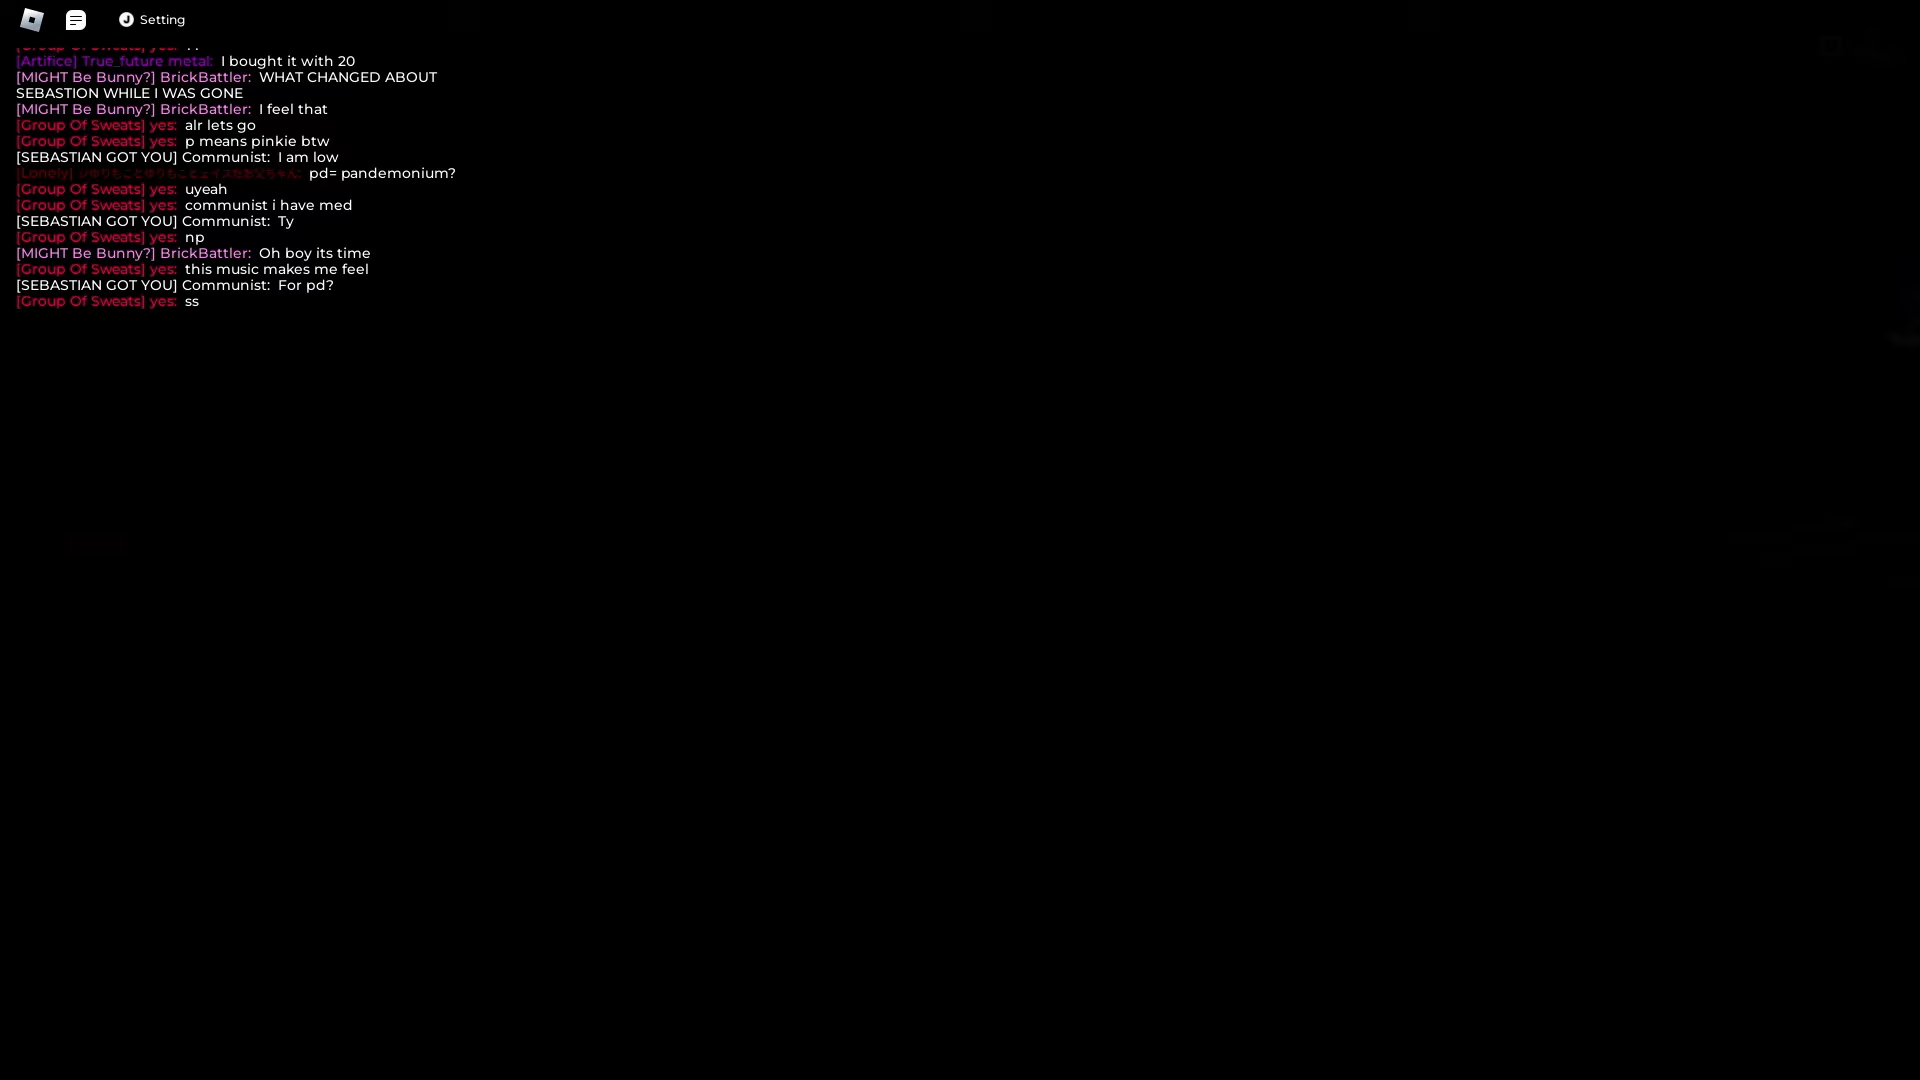 J Setting
[Group Of Sweats] yes:
[Artifice] True_future metal: I bought it with 20
[MIGHT Be Bunny?] BrickBattler: WHAT CHANGED ABOUT
SEBASTION WHILE I WAS GONE
[MIGHT Be Bunny?] BrickBattler: I feel that
[Group Of Sweats] yes: alr lets go
[Group Of Sweats] yes: p means pinkie btw
[SEBASTIAN GOT YOU] Communist: I am low
[Lonely] pd= pandemonium?
[Group Of Sweats] yes: uyeah
[Group Of Sweats] yes: communist i have med
[SEBASTIAN GOT YOU] Communist: Ty
[Group Of Sweats] yes: np
[MIGHT Be Bunny?] BrickBattler: Oh boy its time
[Group Of Sweats] yes: this music makes me feel
[SEBASTIAN GOT YOU] Communist: For pd?
[Group Of Sweats] yes: ss